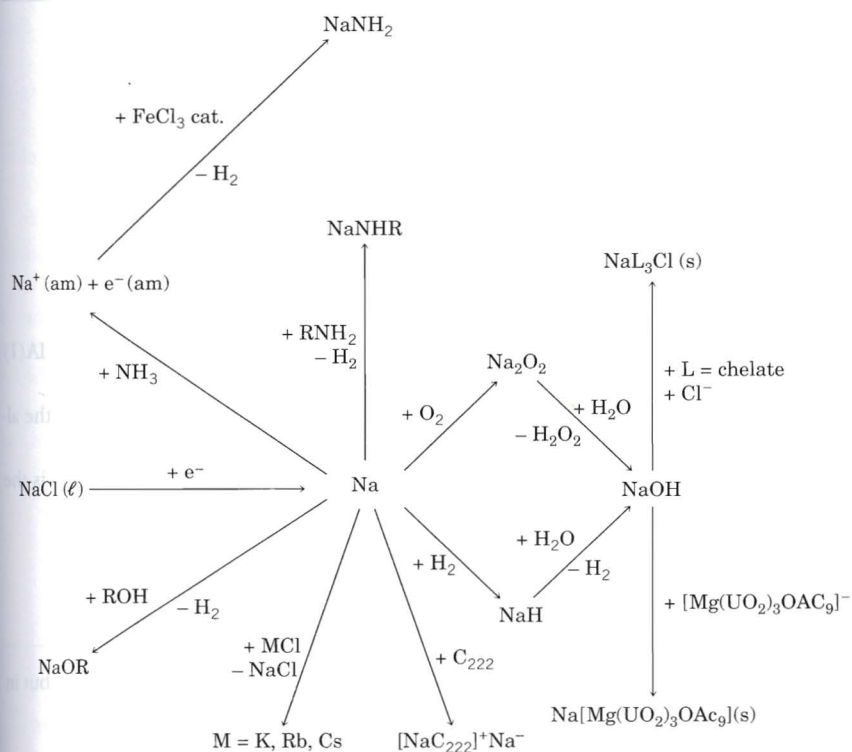 NaNH₂
+ FeCl₃ cat.
– H₂
NaNHR
Na⁺ (am) + e⁻ (am)
NaL₃Cl (s)
+ RNH₂
– H₂
+ NH₃
Na₂O₂
+ L = chelate
+ Cl⁻
+ O₂
+ H₂O
– H₂O₂
NaCl (ℓ)
+ e⁻
Na
NaOH
+ H₂
+ H₂O
– H₂
+ ROH
– H₂
NaH
+ [Mg(UO₂)₃OAC₉]⁻
+ MCl
– NaCl
+ C₂₂₂
NaOR
Na[Mg(UO₂)₃OAc₉](s)
M = K, Rb, Cs
[NaC₂₂₂]⁺Na⁻